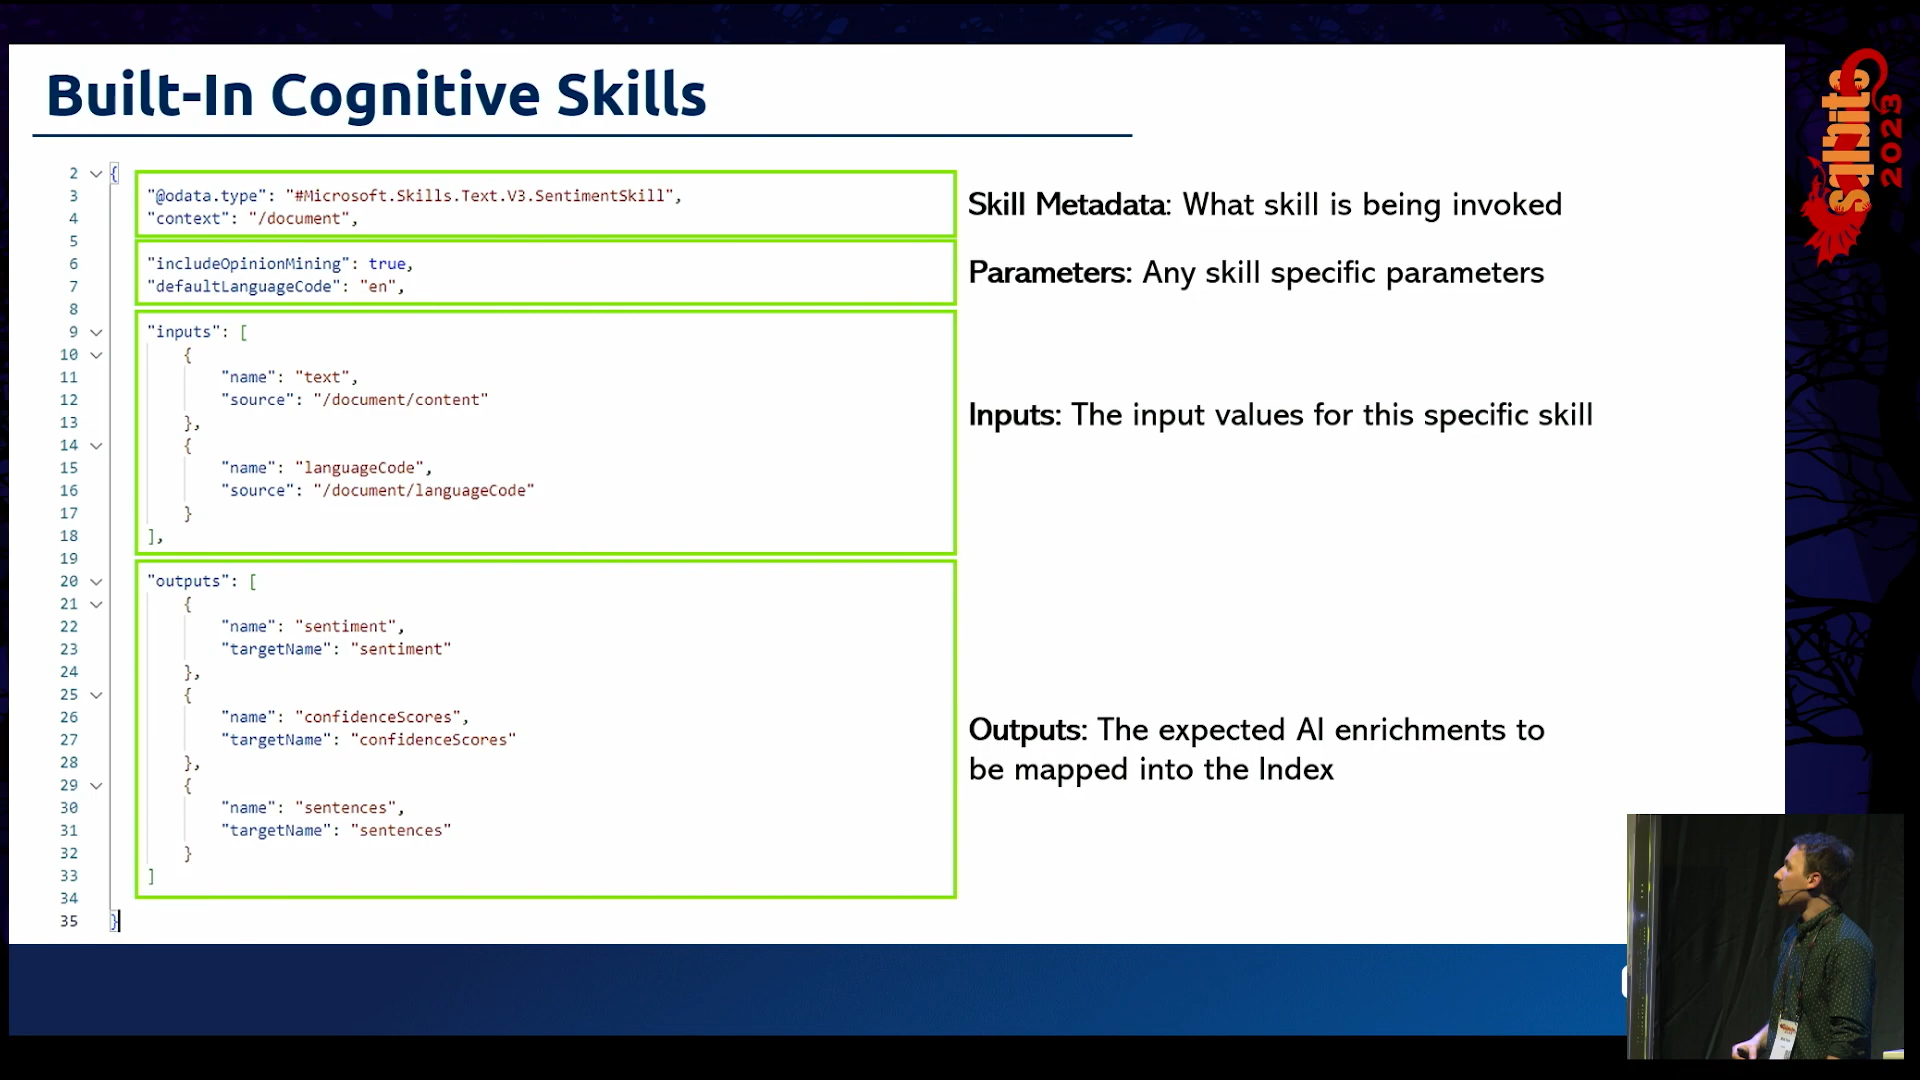 Built-In Cognitive Skills
2 {
3 "@odata.type": "#Microsoft.Skills.Text.V3.SentimentSkill",
4 "context": "/document",
5
6 "includeOpinionMining": true,
7 "defaultLanguageCode": "en",
8
9 "inputs": [
10 {
11 "name": "text",
12 "source": "/document/content"
13 },
14 {
15 "name": "languageCode",
16 "source": "/document/languageCode"
17 }
18 ],
19
20 "outputs": [
21 {
22 "name": "sentiment",
23 "targetName": "sentiment"
24 },
25 {
26 "name": "confidenceScores",
27 "targetName": "confidenceScores"
28 },
29 {
30 "name": "sentences",
31 "targetName": "sentences"
32 }
33 ]
34
35 }
Skill Metadata: What skill is being invoked
Parameters: Any skill specific parameters
Inputs: The input values for this specific skill
Outputs: The expected AI enrichments to
be mapped into the Index
sqlbits
2023